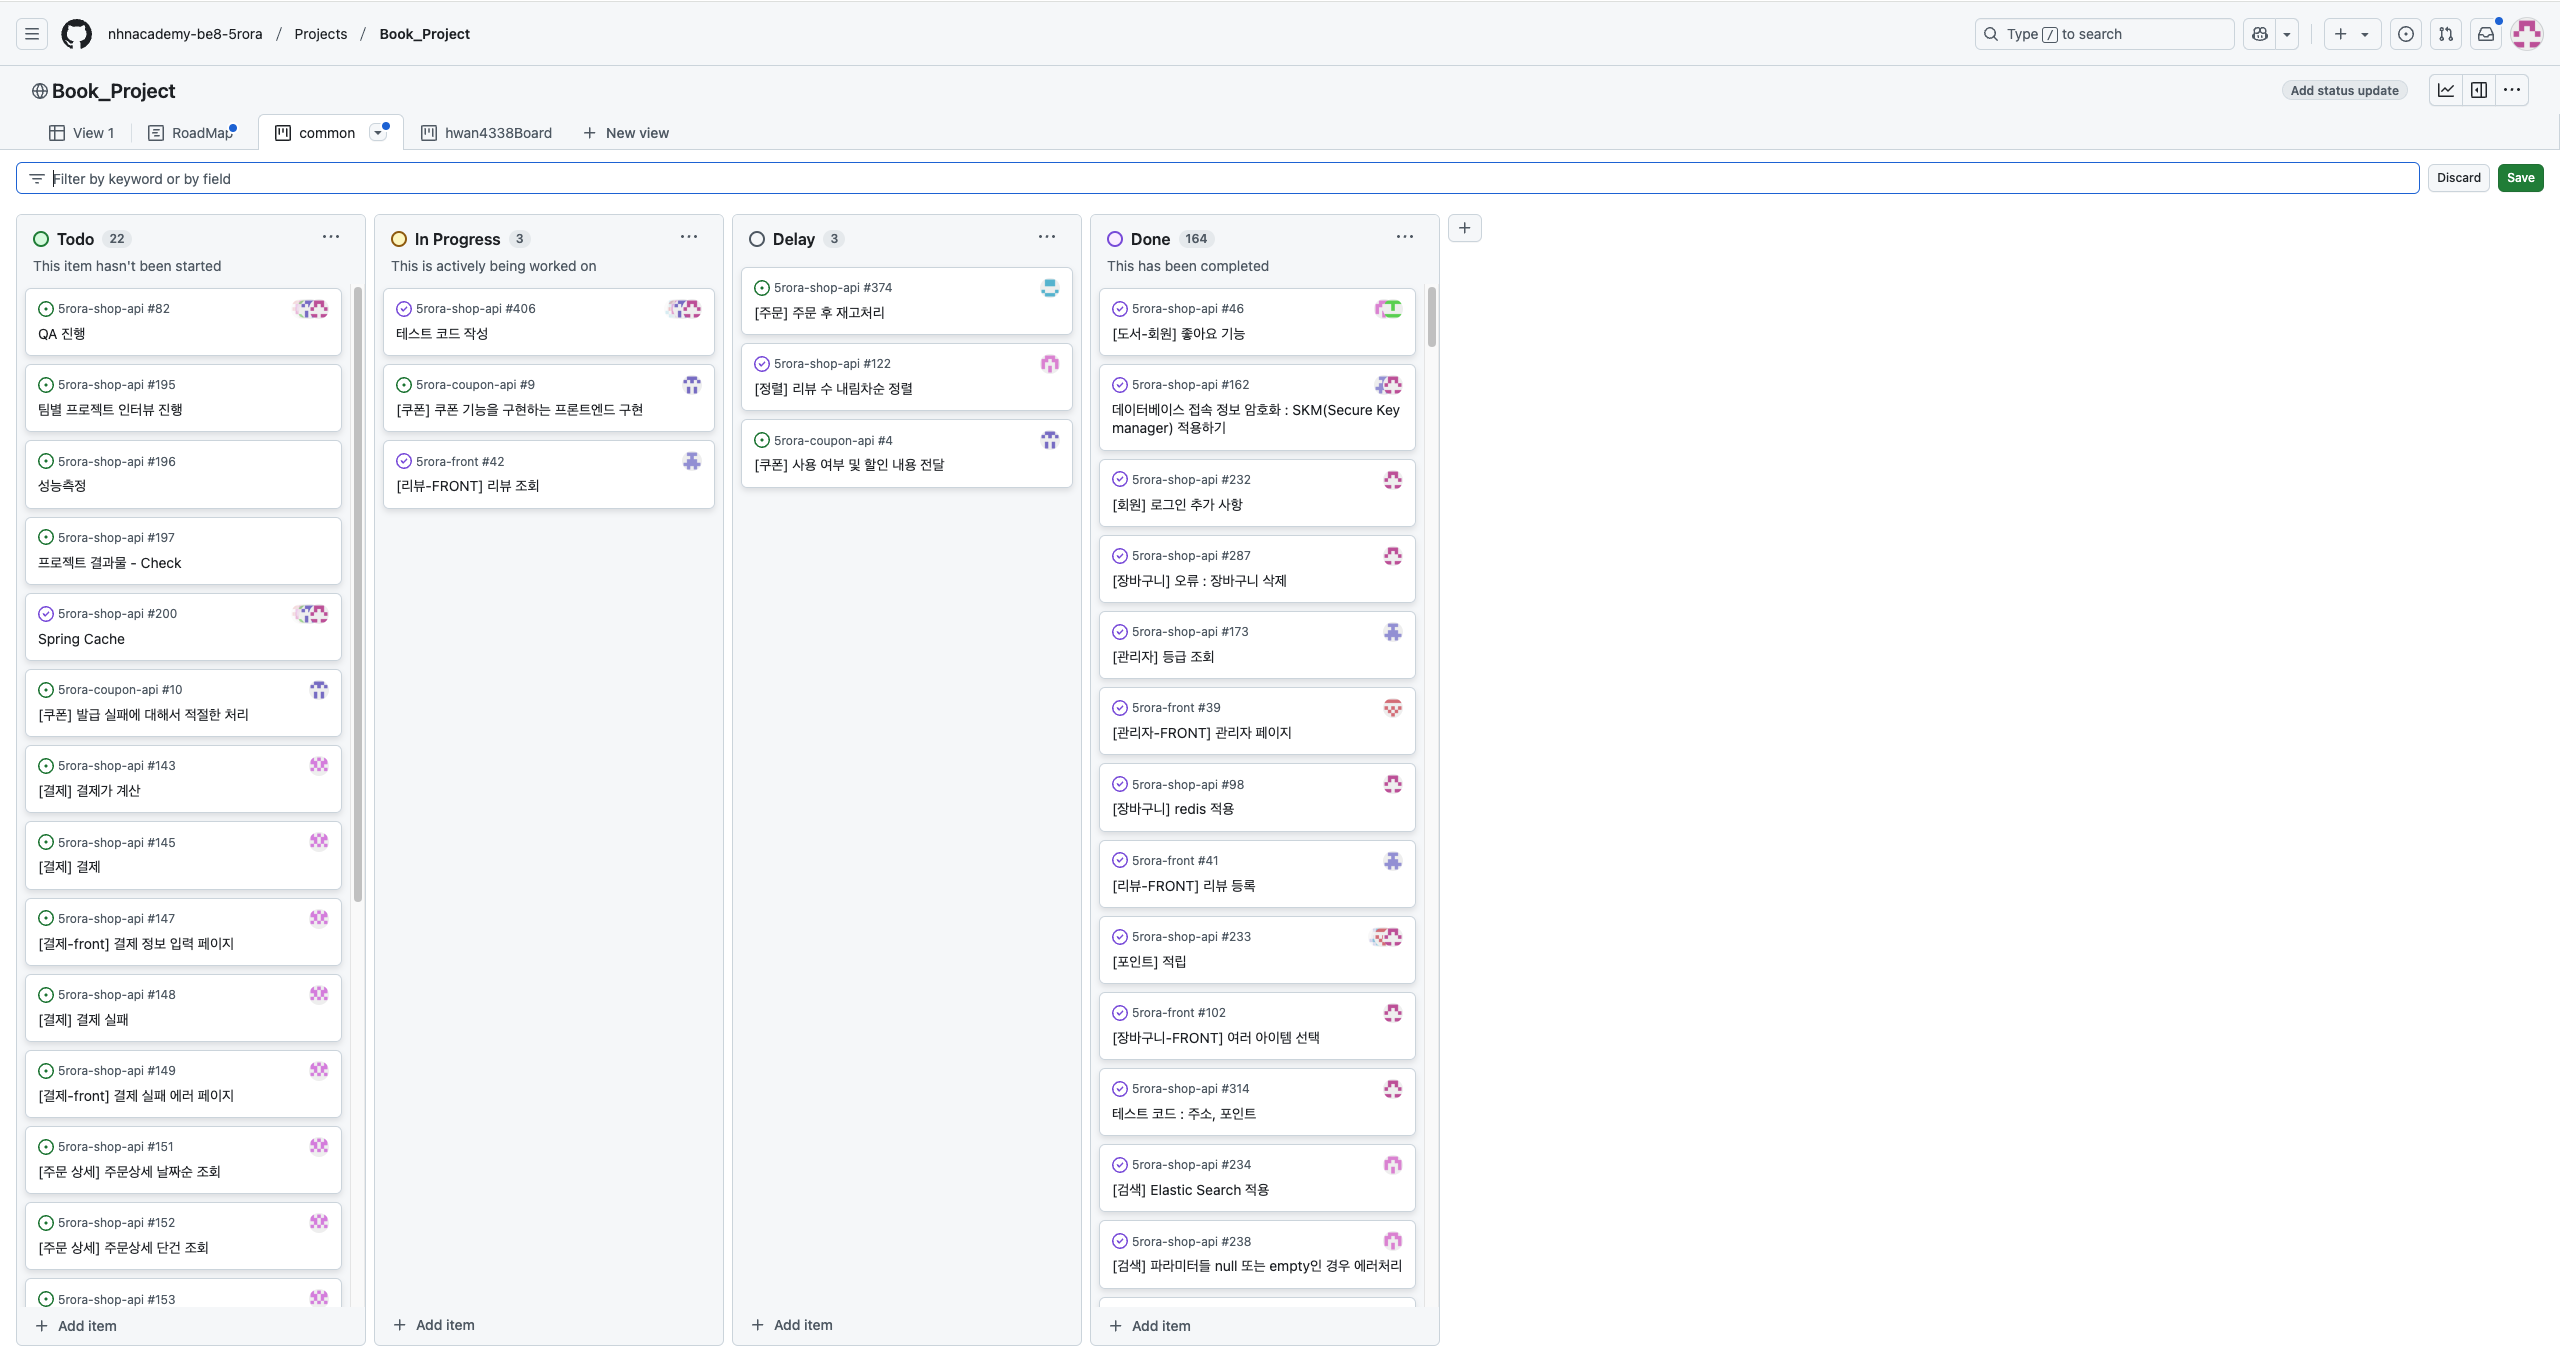 nhnacademy-be8-5rora / Projects / Book_Project
Type / to search
Book_Project
Add status update
View 1
RoadMap
common
hwan4338Board
New view
Filter by keyword or by field
Discard
Save
Todo 22
This item hasn't been started
5rora-shop-api #82
QA 진행
5rora-shop-api #195
팀별 프로젝트 인터뷰 진행
5rora-shop-api #196
성능측정
5rora-shop-api #197
프로젝트 결과물 - Check
5rora-shop-api #200
Spring Cache
5rora-coupon-api #10
[쿠폰] 발급 실패에 대해서 적절한 처리
5rora-shop-api #143
[결제] 결제가 계산
5rora-shop-api #145
[결제] 결제
5rora-shop-api #147
[결제-front] 결제 정보 입력 페이지
5rora-shop-api #148
[결제] 결제 실패
5rora-shop-api #149
[결제-front] 결제 실패 에러 페이지
5rora-shop-api #151
[주문 상세] 주문상세 날짜순 조회
5rora-shop-api #152
[주문 상세] 주문상세 단건 조회
5rora-shop-api #153
Add item
In Progress 3
This is actively being worked on
5rora-shop-api #406
테스트 코드 작성
5rora-coupon-api #9
[쿠폰] 쿠폰 기능을 구현하는 프론트엔드 구현
5rora-front #42
[리뷰-FRONT] 리뷰 조회
Add item
Delay 3
5rora-shop-api #374
[주문] 주문 후 재고처리
5rora-shop-api #122
[정렬] 리뷰 수 내림차순 정렬
5rora-coupon-api #4
[쿠폰] 사용 여부 및 할인 내용 전달
Add item
Done 164
This has been completed
5rora-shop-api #46
[도서-회원] 좋아요 기능
5rora-shop-api #162
데이터베이스 접속 정보 암호화 : SKM(Secure Key
manager) 적용하기
5rora-shop-api #232
[회원] 로그인 추가 사항
5rora-shop-api #287
[장바구니] 오류 : 장바구니 삭제
5rora-shop-api #173
[관리자] 등급 조회
5rora-front #39
[관리자-FRONT] 관리자 페이지
5rora-shop-api #98
[장바구니] redis 적용
5rora-front #41
[리뷰-FRONT] 리뷰 등록
5rora-shop-api #233
[포인트] 적립
5rora-front #102
[장바구니-FRONT] 여러 아이템 선택
5rora-shop-api #314
테스트 코드 : 주소, 포인트
5rora-shop-api #234
[검색] Elastic Search 적용
5rora-shop-api #238
[검색] 파라미터들 null 또는 empty인 경우 에러처리
Add item